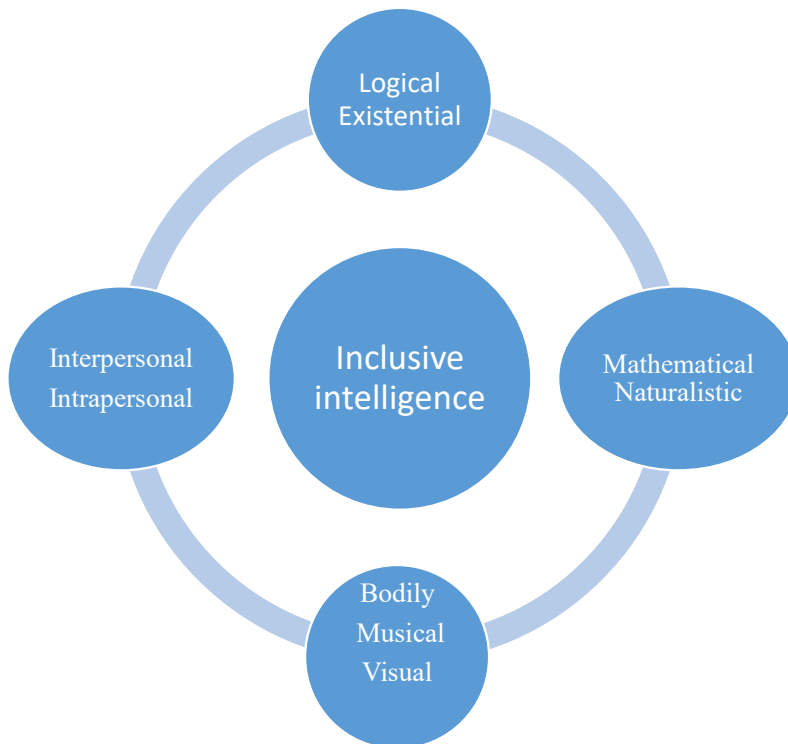 Logical
Existential
Interpersonal
Intrapersonal
Inclusive
intelligence
Mathematical
Naturalistic
Bodily
Musical
Visual